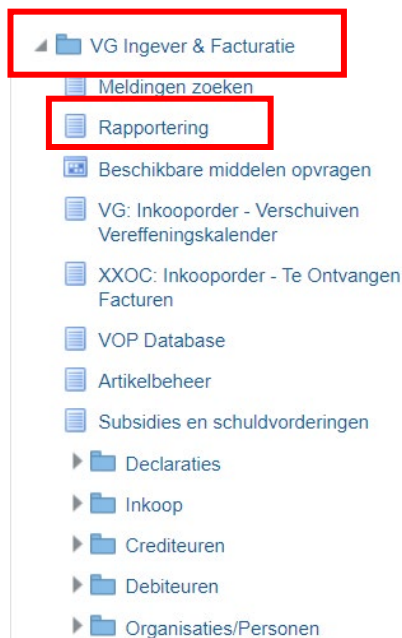 VG Ingever & Facturatie
Meldingen zoeken
Rapportering
Beschikbare middelen opvragen
VG: Inkooporder - Verschuiven
Vereffeningskalender
XXOC: Inkooporder - Te Ontvangen
Facturen
VOP Database
Artikelbeheer
Subsidies en schuldvorderingen
Declaraties
Inkoop
Crediteuren
Debiteuren
Organisaties/Personen